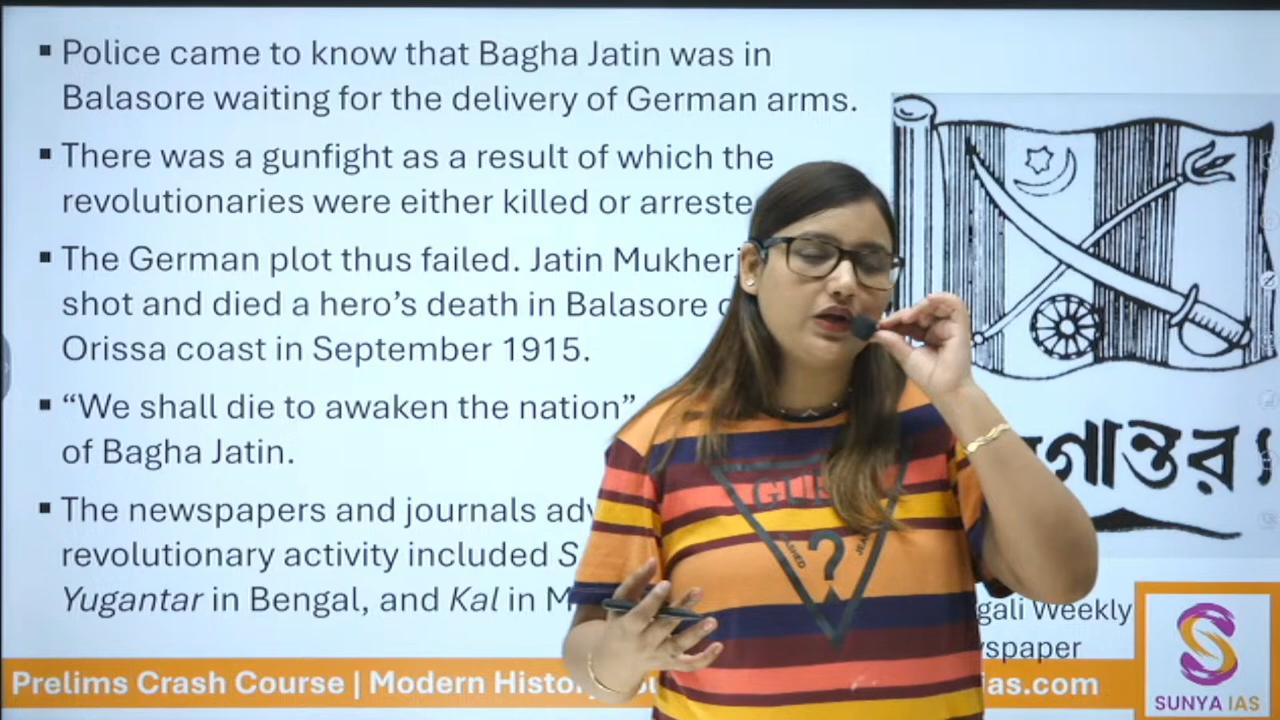 ▪ Police came to know that Bagha Jatin was in
Balasore waiting for the delivery of German arms.
▪ There was a gunfight as a result of which the
revolutionaries were either killed or arreste
▪ The German plot thus failed. Jatin Mukherj
shot and died a hero's death in Balasore
Orissa coast in September 1915.
▪ “We shall die to awaken the nation”
of Bagha Jatin.
▪ The newspapers and journals adv
revolutionary activity included S
Yugantar in Bengal, and Kal in M
গান্তর
gali Weekly
spaper
GUE
?
Prelims Crash Course | Modern History
ias.com
SUNYA IAS